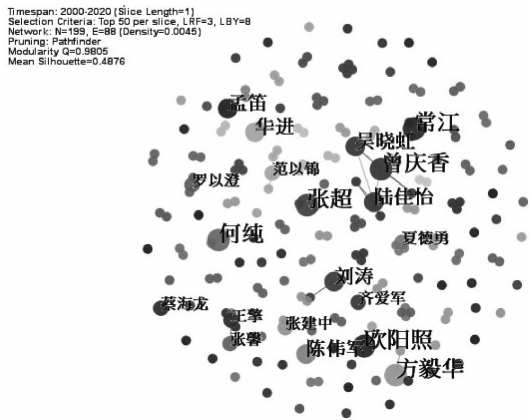 Timespan: 2000-2020 (Slice Length=1)
Selection Criteria: Top 50 per slice, LRF=3, LBY=8
Network: N=199, E=88 (Density=0.0045)
Pruning: Pathfinder
Modularity Q=0.9805
Mean Silhouette=0.4876
孟笛
华进
常江
吴晓虹
曾庆香
范以锦
罗以澄
张超
陆佳怡
何纯
夏德勇
刘涛
蔡海龙
齐爱军
王擎
张建中
张馨
陈伟军
欧阳照
方毅华